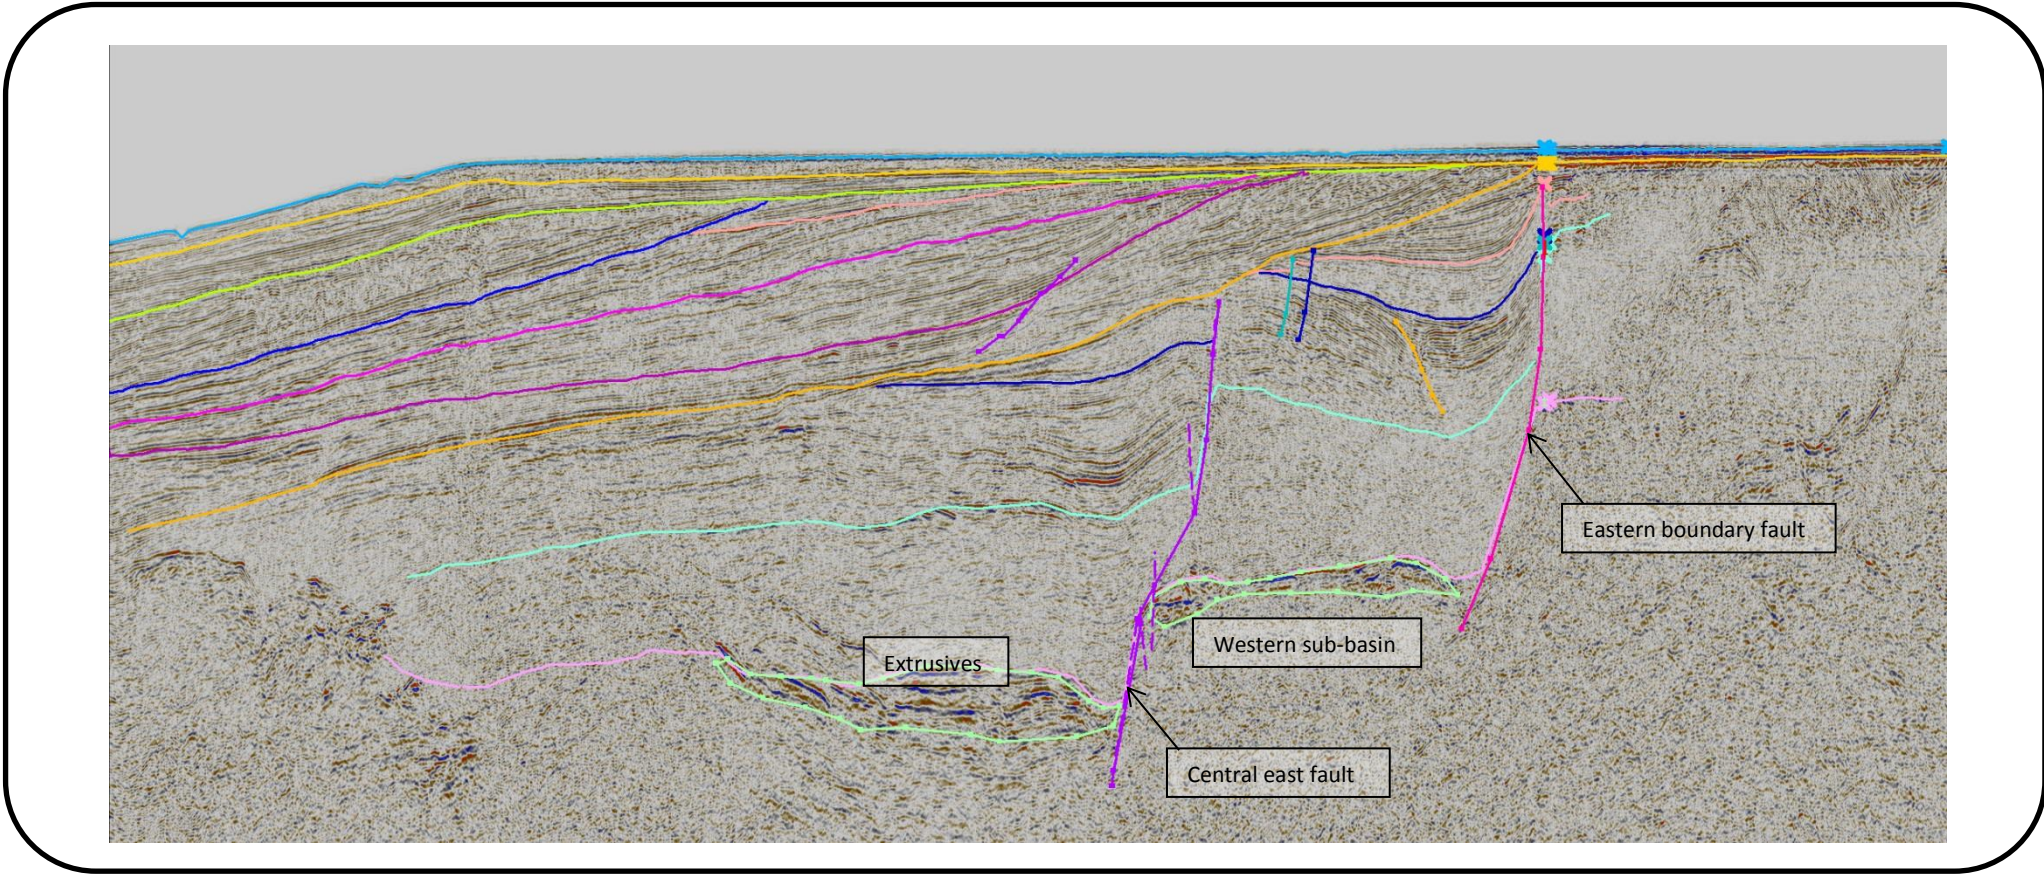 Eastern boundary fault
Western sub-basin
Extrusives
Central east fault